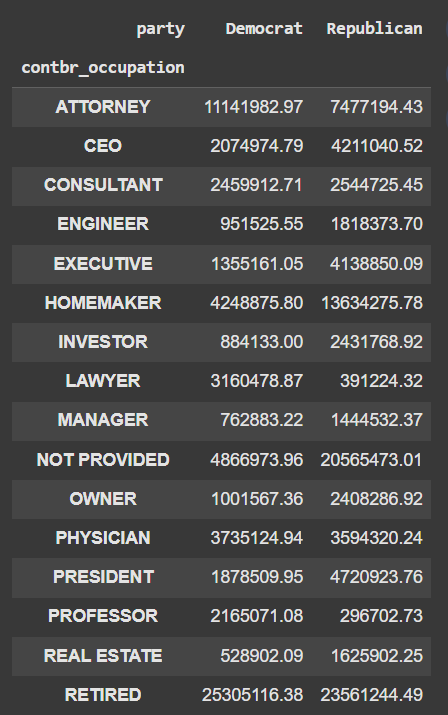 party Democrat Republican
contbr_occupation
ATTORNEY 11141982.97 7477194.43
CEO 2074974.79 4211040.52
CONSULTANT 2459912.71 2544725.45
ENGINEER 951525.55 1818373.70
EXECUTIVE 1355161.05 4138850.09
HOMEMAKER 4248875.80 13634275.78
INVESTOR 884133.00 2431768.92
LAWYER 3160478.87 391224.32
MANAGER 762883.22 1444532.37
NOT PROVIDED 4866973.96 20565473.01
OWNER 1001567.36 2408286.92
PHYSICIAN 3735124.94 3594320.24
PRESIDENT 1878509.95 4720923.76
PROFESSOR 2165071.08 296702.73
REAL ESTATE 528902.09 1625902.25
RETIRED 25305116.38 23561244.49